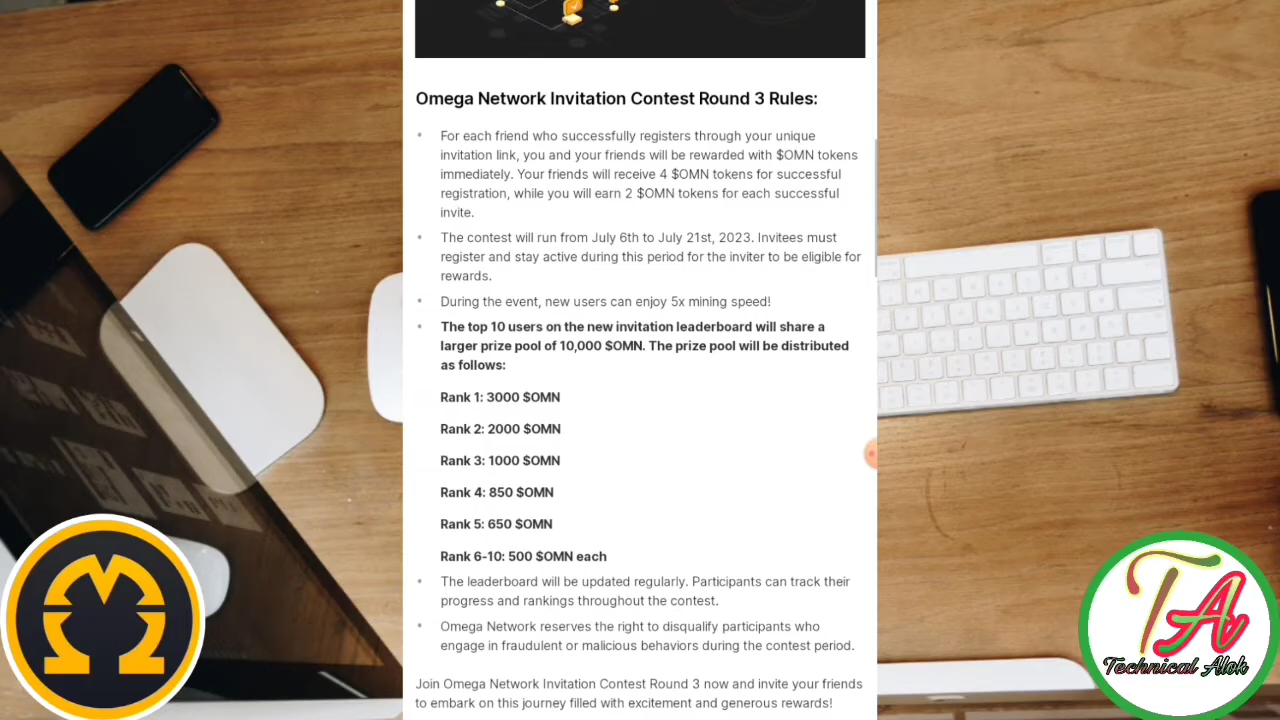 Omega Network Invitation Contest Round 3 Rules:
For each friend who successfully registers through your unique
invitation link, you and your friends will be rewarded with $OMN tokens
immediately. Your friends will receive 4 $OMN tokens for successful
registration, while you will earn 2 $OMN tokens for each successful
invite.
The contest will run from July 6th to July 21st, 2023. Invitees must
register and stay active during this period for the inviter to be eligible for
rewards.
During the event, new users can enjoy 5x mining speed!
The top 10 users on the new invitation leaderboard will share a
larger prize pool of 10,000 $OMN. The prize pool will be distributed
as follows:
Rank 1: 3000 $OMN
Rank 2: 2000 $OMN
Rank 3: 1000 $OMN
Rank 4: 850 $OMN
Rank 5: 650 $OMN
Rank 6-10: 500 $OMN each
The leaderboard will be updated regularly. Participants can track their
progress and rankings throughout the contest.
Omega Network reserves the right to disqualify participants who
engage in fraudulent or malicious behaviors during the contest period.
Join Omega Network Invitation Contest Round 3 now and invite your friends
to embark on this journey filled with excitement and generous rewards!
TA
Technical Alok